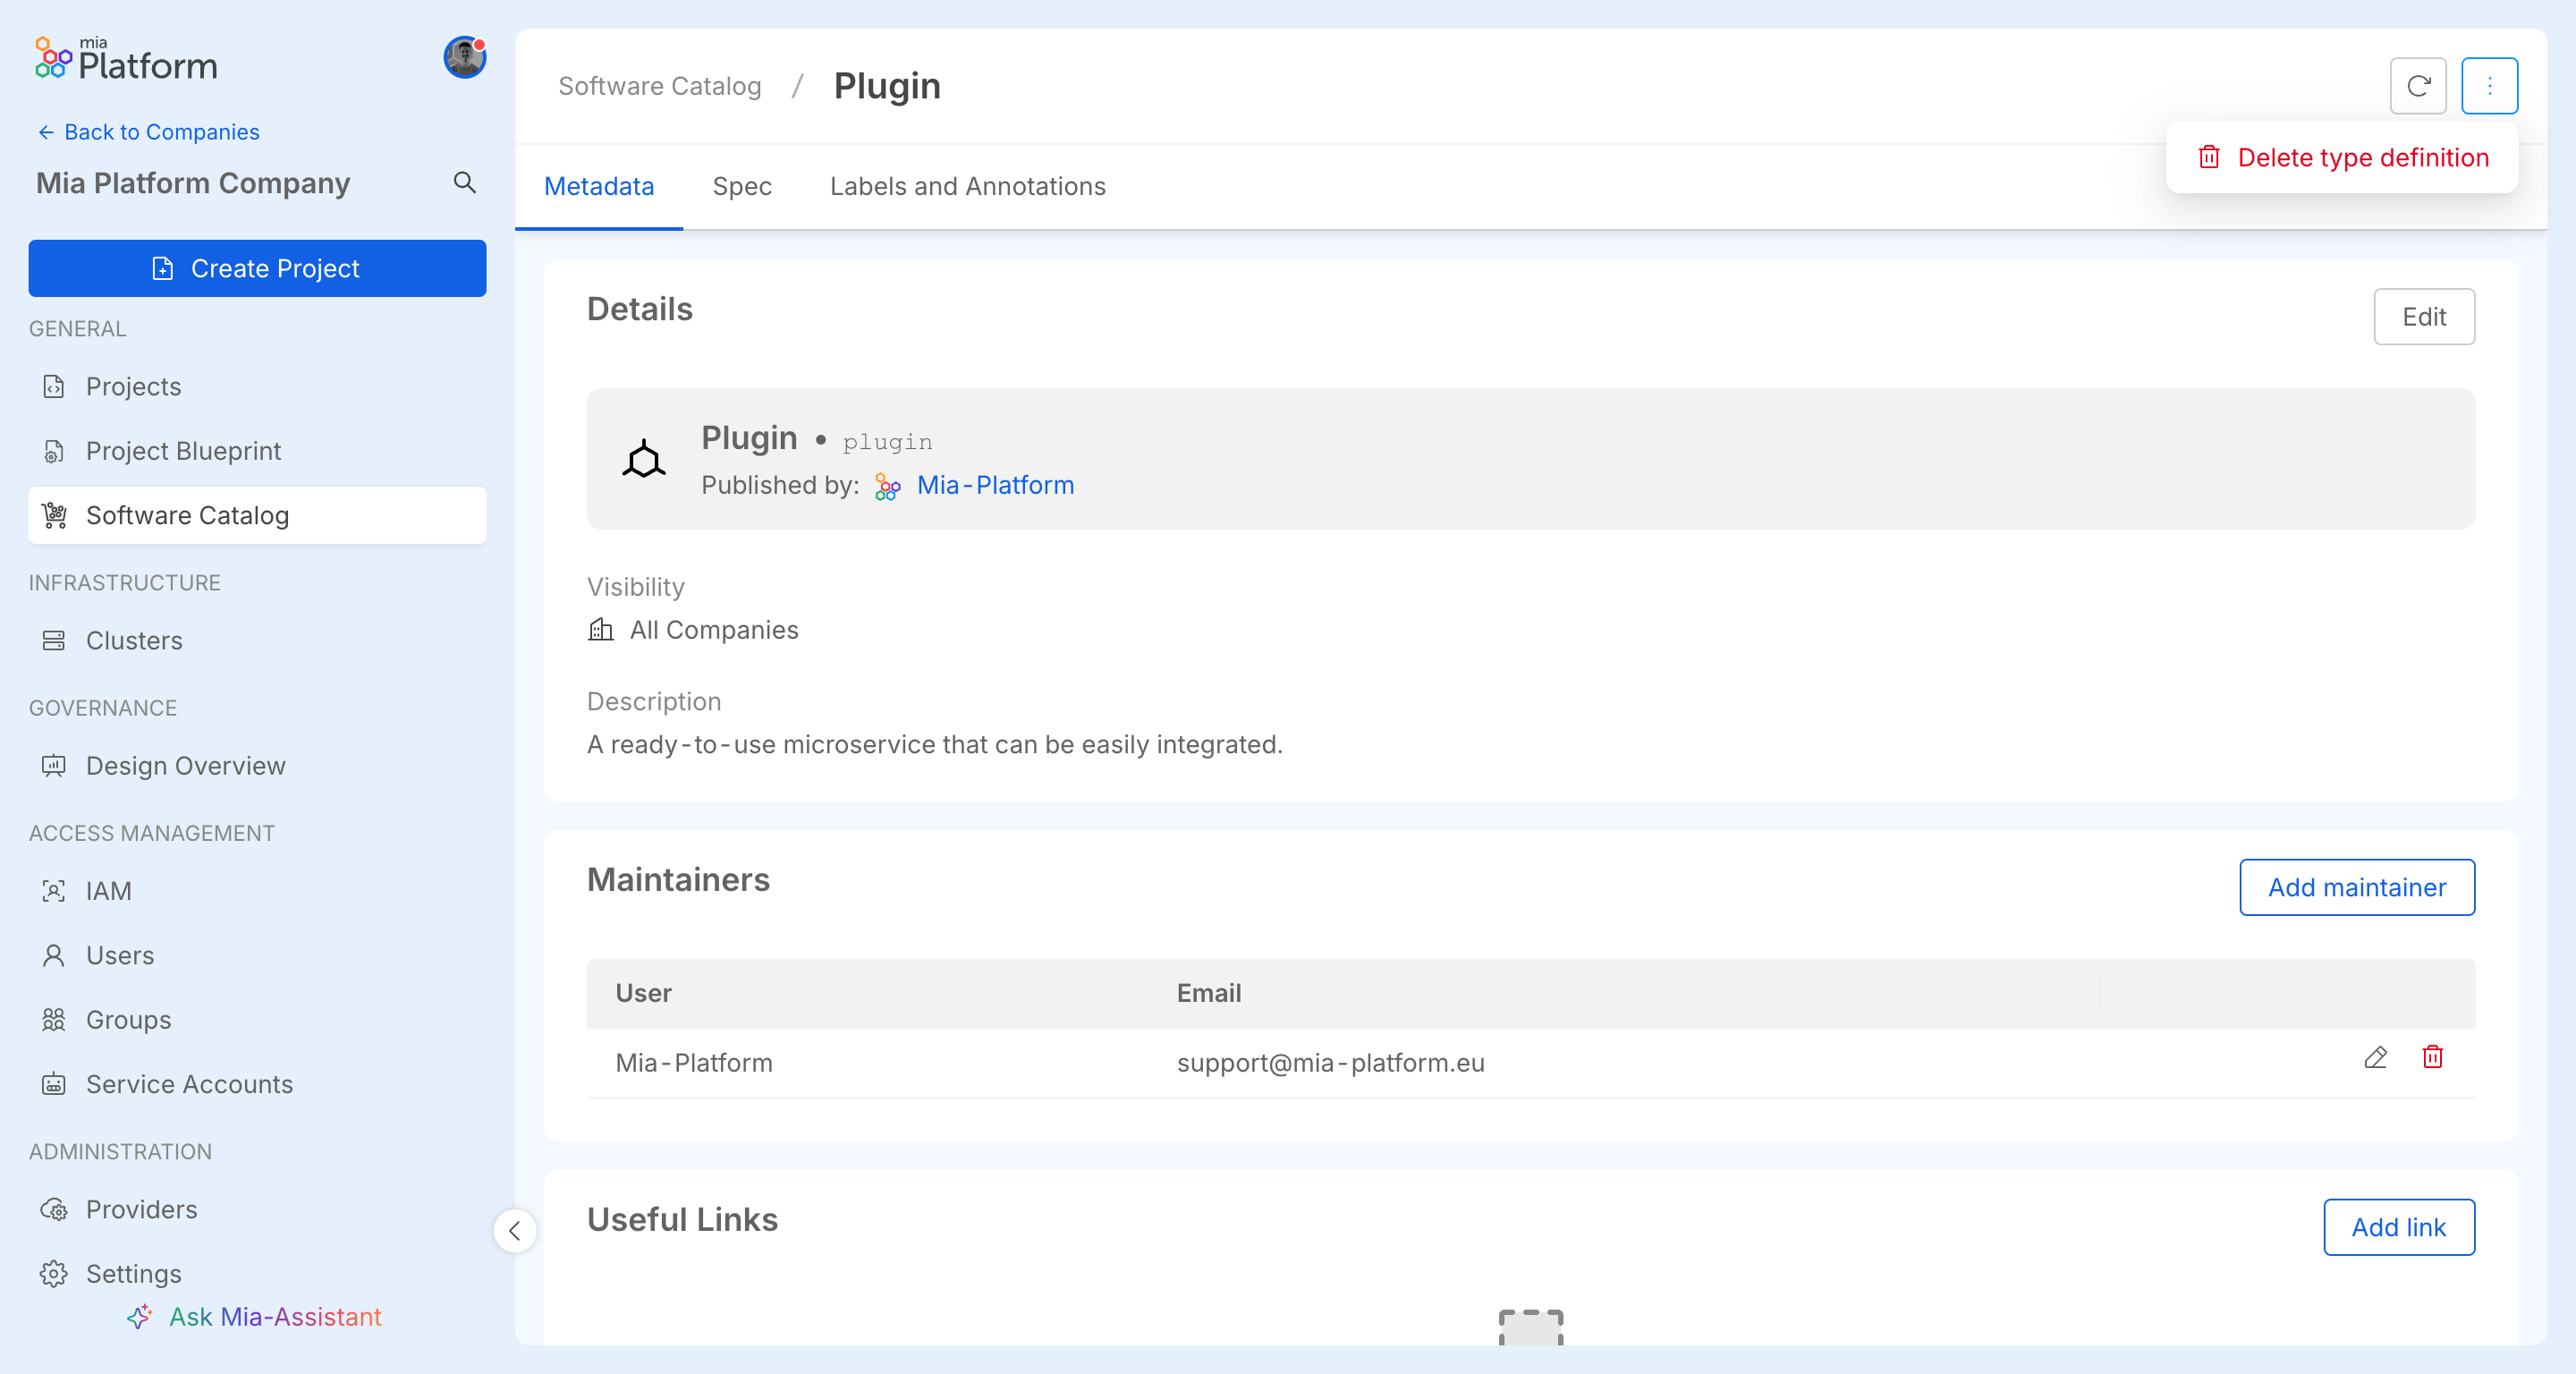 mia
Platform
Back to Companies
Mia Platform Company
Create Project
GENERAL
Projects
Project Blueprint
Software Catalog
INFRASTRUCTURE
Clusters
GOVERNANCE
Design Overview
ACCESS MANAGEMENT
IAM
Users
Groups
Service Accounts
ADMINISTRATION
Providers
Settings
Ask Mia-Assistant
Software Catalog / Plugin
Delete type definition
Metadata Spec Labels and Annotations
Details
Edit
Plugin • plugin
Published by: Mia-Platform
Visibility
All Companies
Description
A ready-to-use microservice that can be easily integrated.
Maintainers
Add maintainer
User Email
Mia-Platform support@mia-platform.eu
Useful Links
Add link